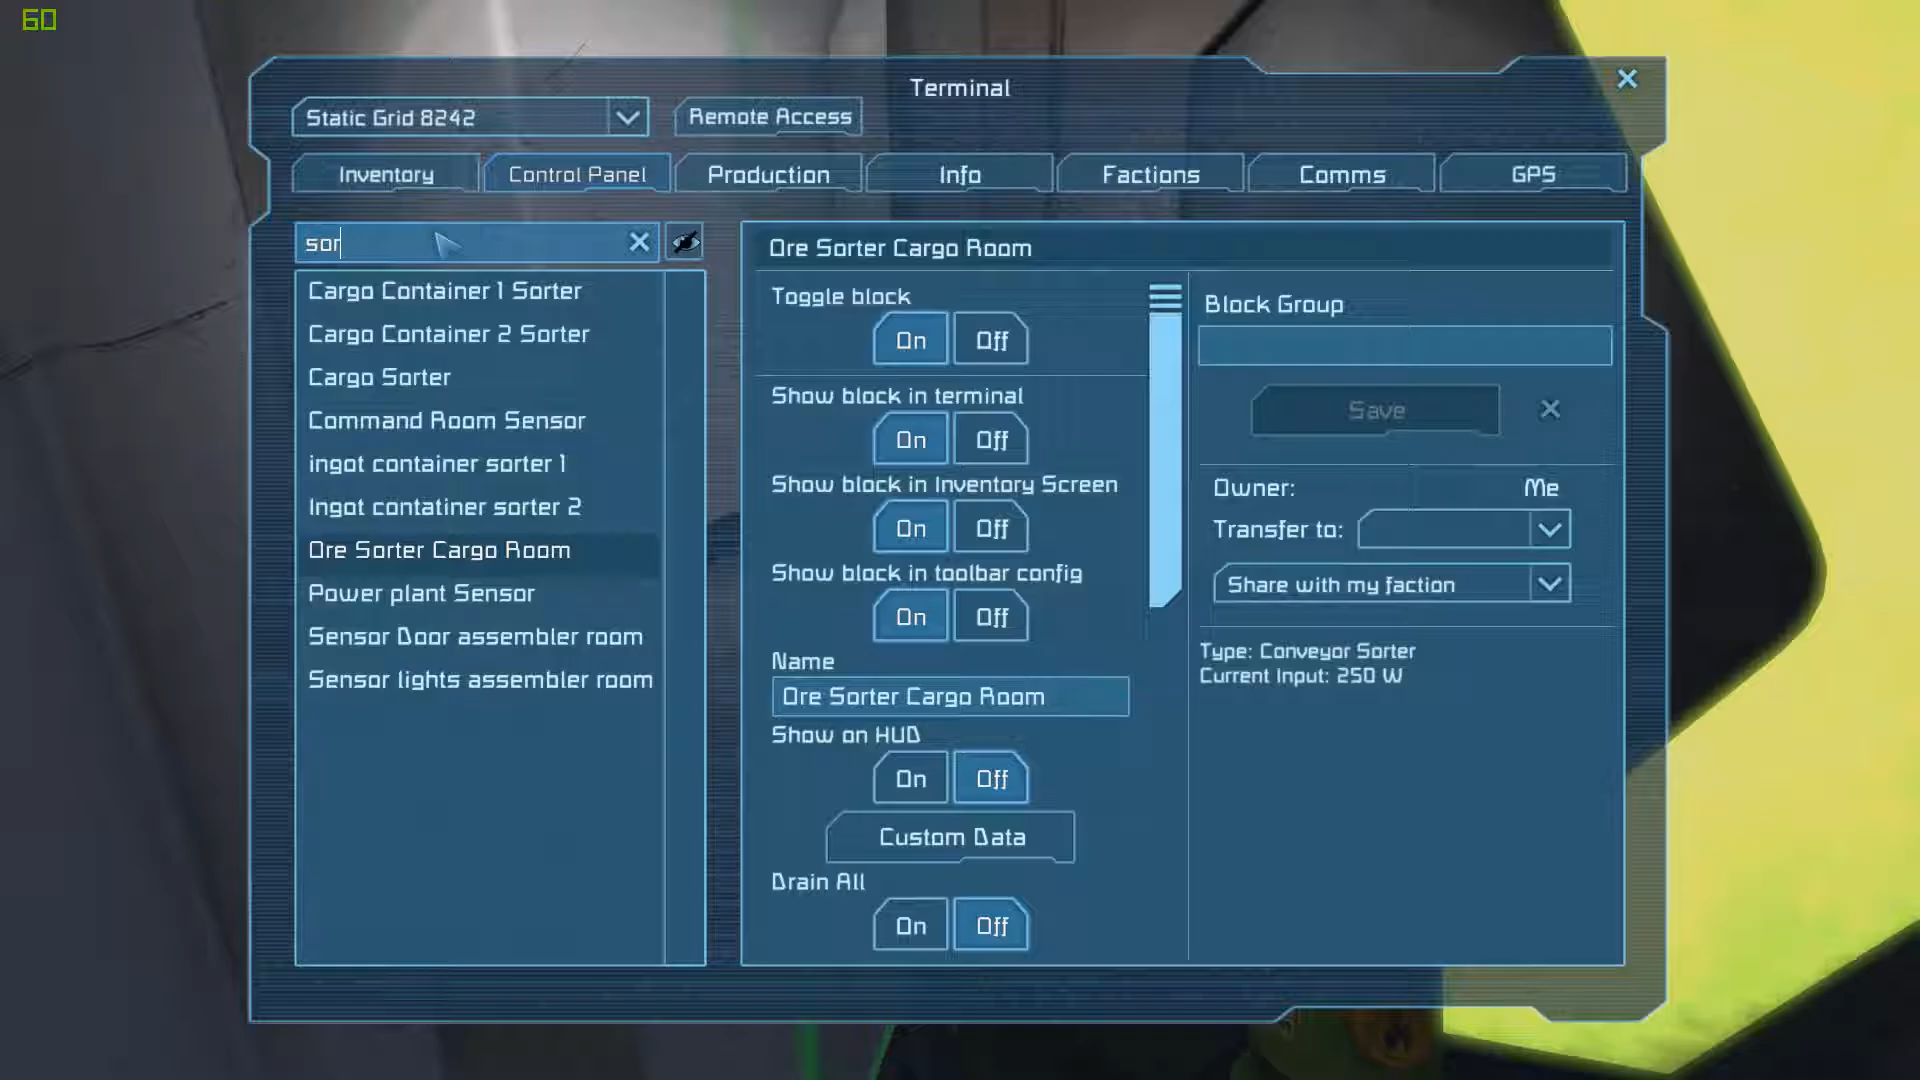 60
Terminal
Static Grid 8242
Remote Access
Inventory
Control Panel
Production
Info
Factions
Comms
GPS
sor
Cargo Container 1 Sorter
Cargo Container 2 Sorter
Cargo Sorter
Command Room Sensor
ingot container sorter 1
Ingot contatiner sorter 2
Ore Sorter Cargo Room
Power plant Sensor
Sensor Door assembler room
Sensor lights assembler room
Ore Sorter Cargo Room
Toggle block
On Off
Show block in terminal
On Off
Show block in Inventory Screen
On Off
Show block in toolbar config
On Off
Name
Ore Sorter Cargo Room
Show on HUD
On Off
Custom Data
Drain All
On Off
Block Group
Save
Owner: Me
Transfer to:
Share with my faction
Type: Conveyor Sorter
Current Input: 250 W